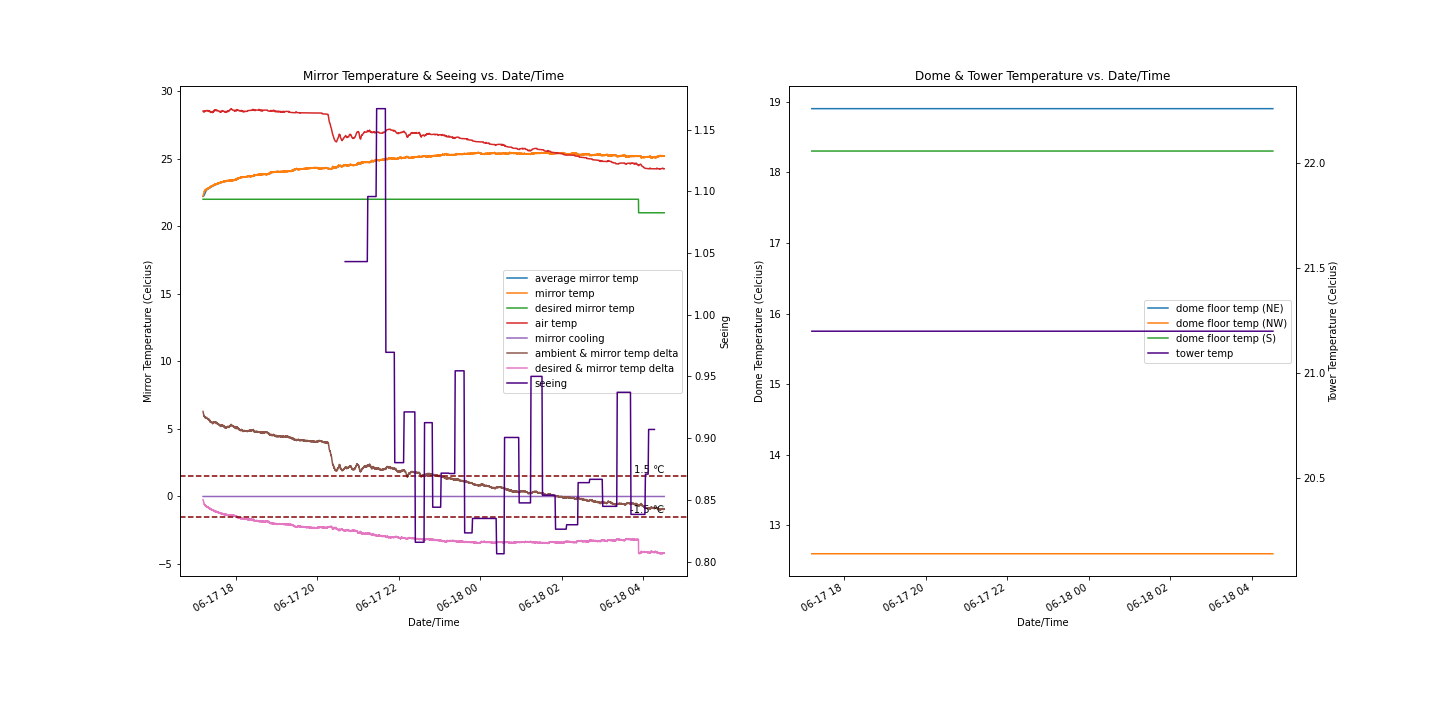 Mirror Temperature & Seeing vs. Date/Time
Mirror Temperature (Celcius)
30
25
20
15
10
5
0
−5
1.15
1.10
1.05
1.00
0.95
0.90
0.85
0.80
Seeing
average mirror temp
mirror temp
desired mirror temp
air temp
mirror cooling
ambient & mirror temp delta
desired & mirror temp delta
seeing
1.5 ℃
-1.5 ℃
06-17 18
06-17 20
06-17 22
06-18 00
06-18 02
06-18 04
Date/Time
Dome & Tower Temperature vs. Date/Time
Dome Temperature (Celcius)
19
18
17
16
15
14
13
22.0
21.5
21.0
20.5
Tower Temperature (Celcius)
dome floor temp (NE)
dome floor temp (NW)
dome floor temp (S)
tower temp
06-17 18
06-17 20
06-17 22
06-18 00
06-18 02
06-18 04
Date/Time